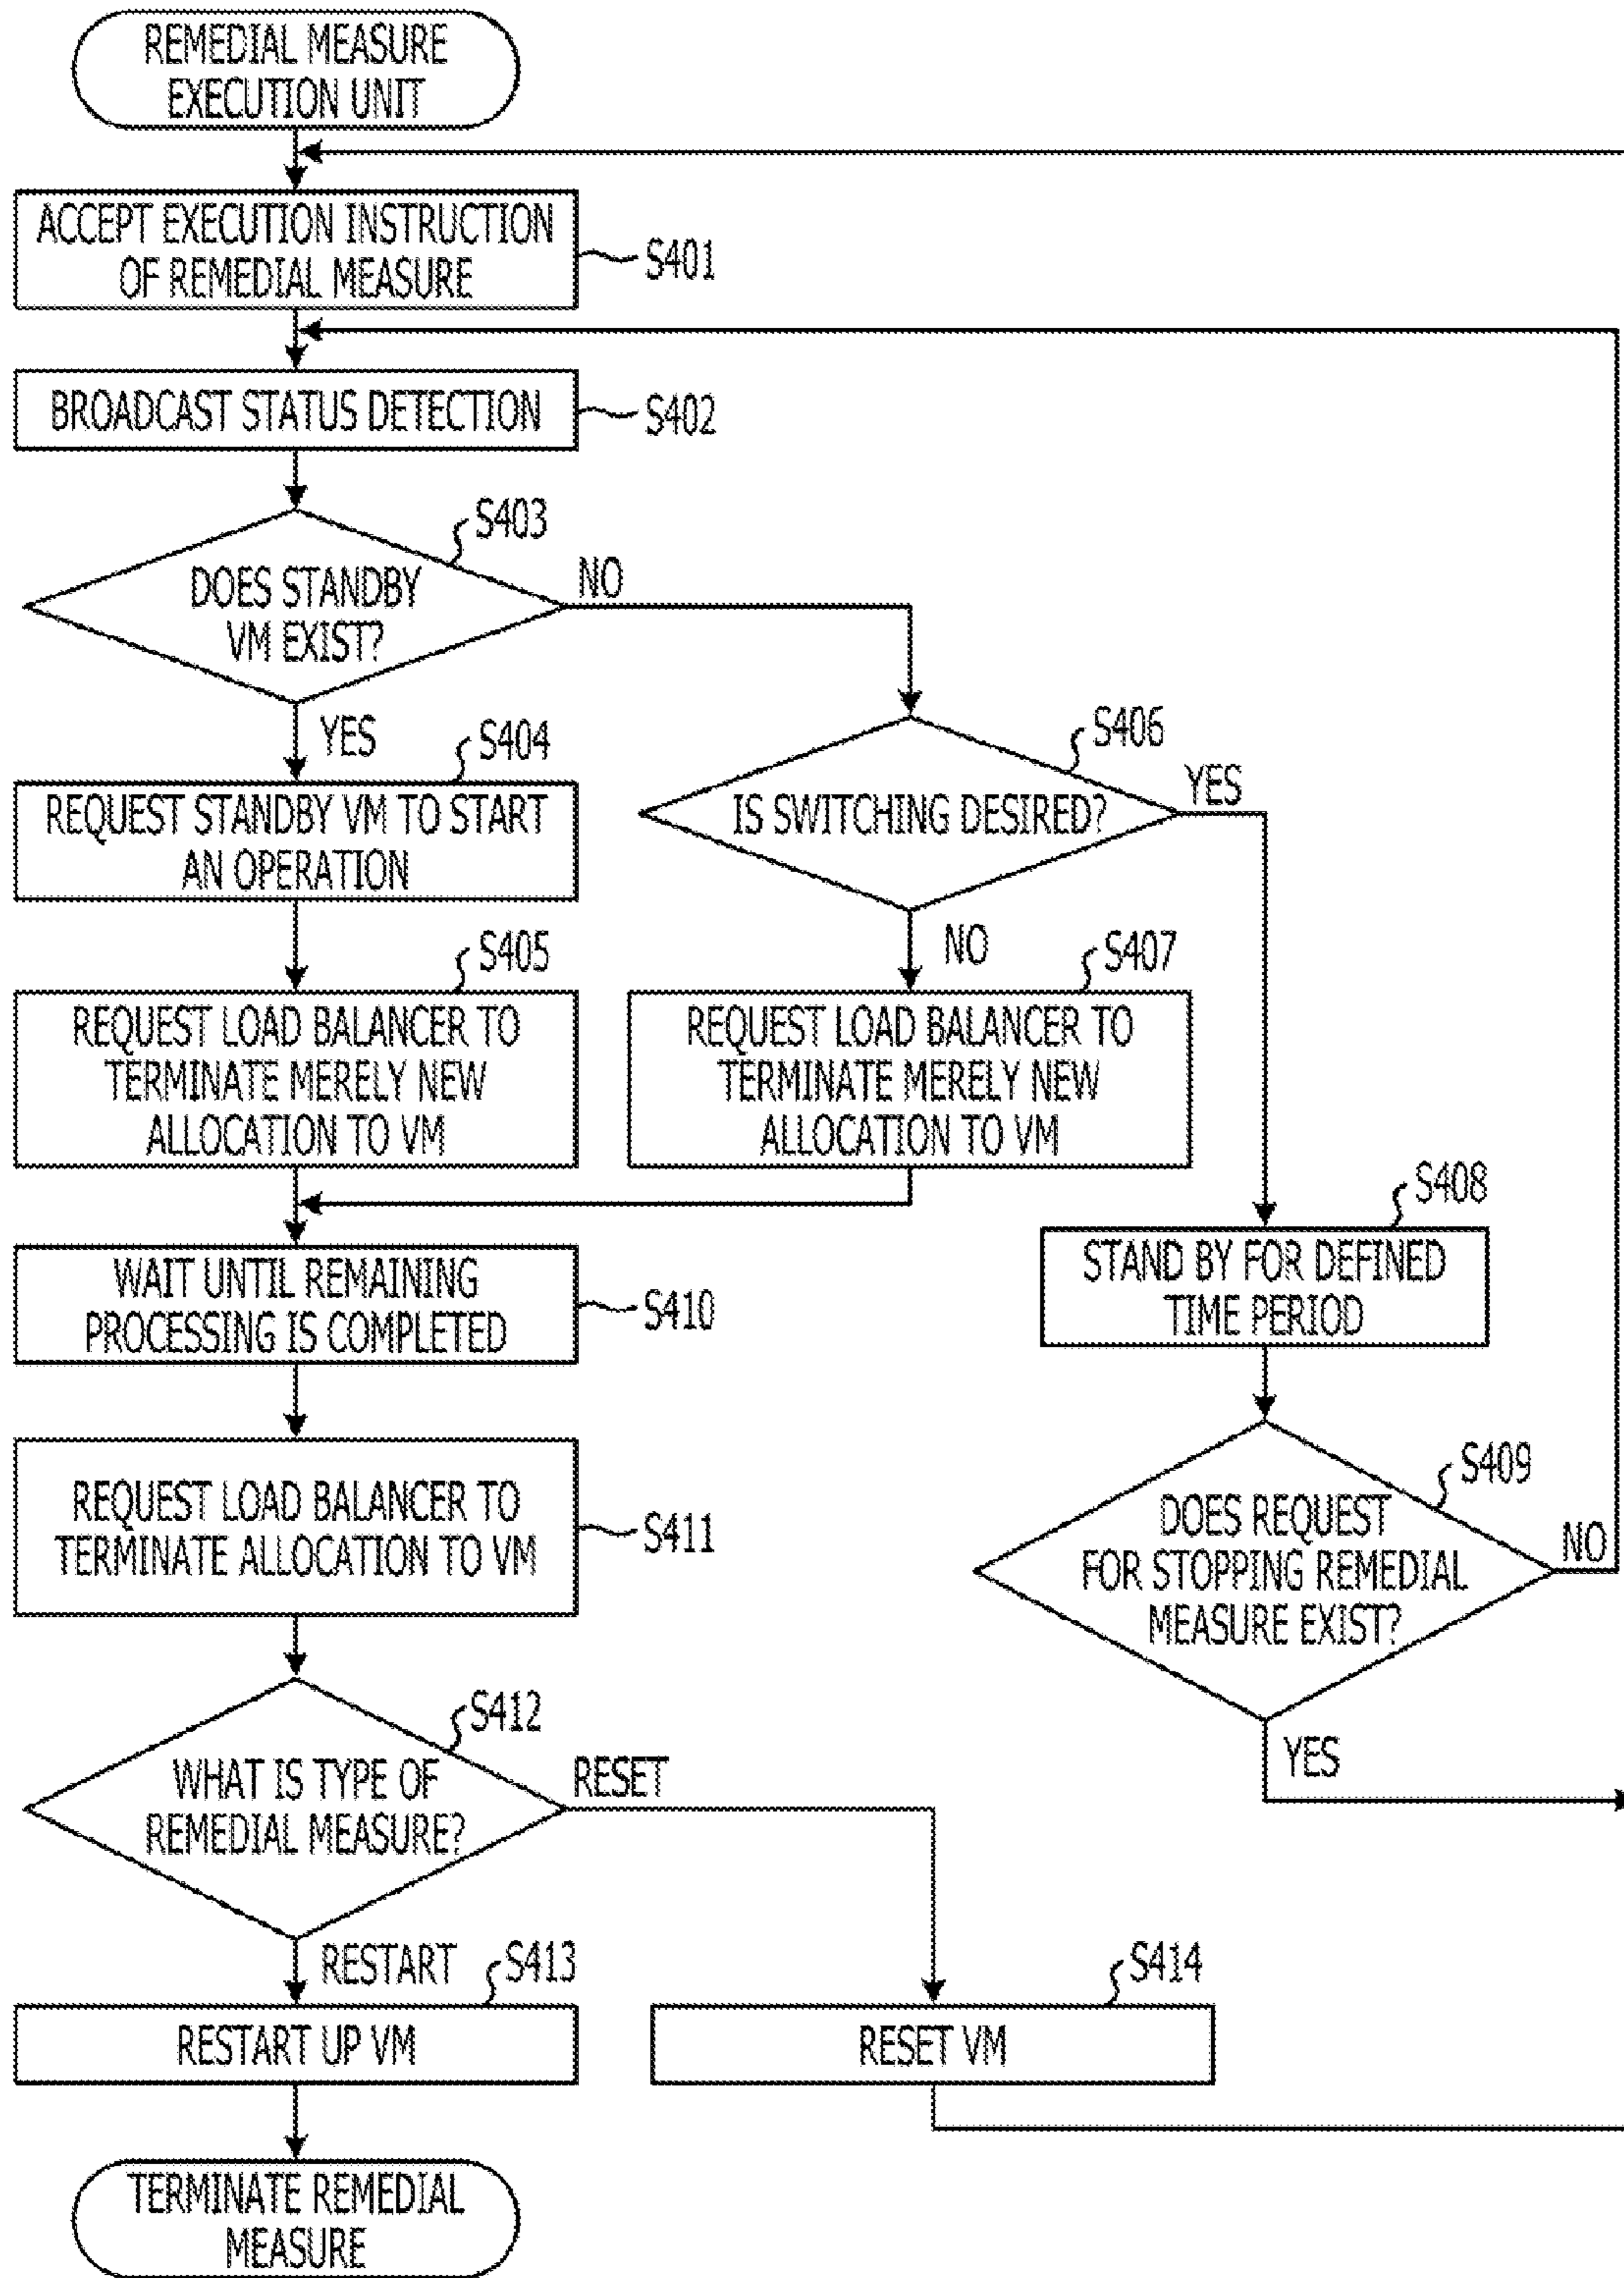 REMEDIAL MEASURE
EXECUTION UNIT
ACCEPT EXECUTION INSTRUCTION
OF REMEDIAL MEASURE
S401
BROADCAST STATUS DETECTION
S402
S403
DOES STANDBY
VM EXIST?
NO
YES
S404
REQUEST STANDBY VM TO START
AN OPERATION
S406
IS SWITCHING DESIRED?
YES
NO
S405
REQUEST LOAD BALANCER TO
TERMINATE MERELY NEW
ALLOCATION TO VM
S407
REQUEST LOAD BALANCER TO
TERMINATE MERELY NEW
ALLOCATION TO VM
S408
STAND BY FOR DEFINED
TIME PERIOD
WAIT UNTIL REMAINING
PROCESSING IS COMPLETED
S410
S409
DOES REQUEST
FOR STOPPING REMEDIAL
MEASURE EXIST?
NO
YES
REQUEST LOAD BALANCER TO
TERMINATE ALLOCATION TO VM
S411
S412
WHAT IS TYPE OF
REMEDIAL MEASURE?
RESET
RESTART
S413
RESTART UP VM
S414
RESET VM
TERMINATE REMEDIAL
MEASURE